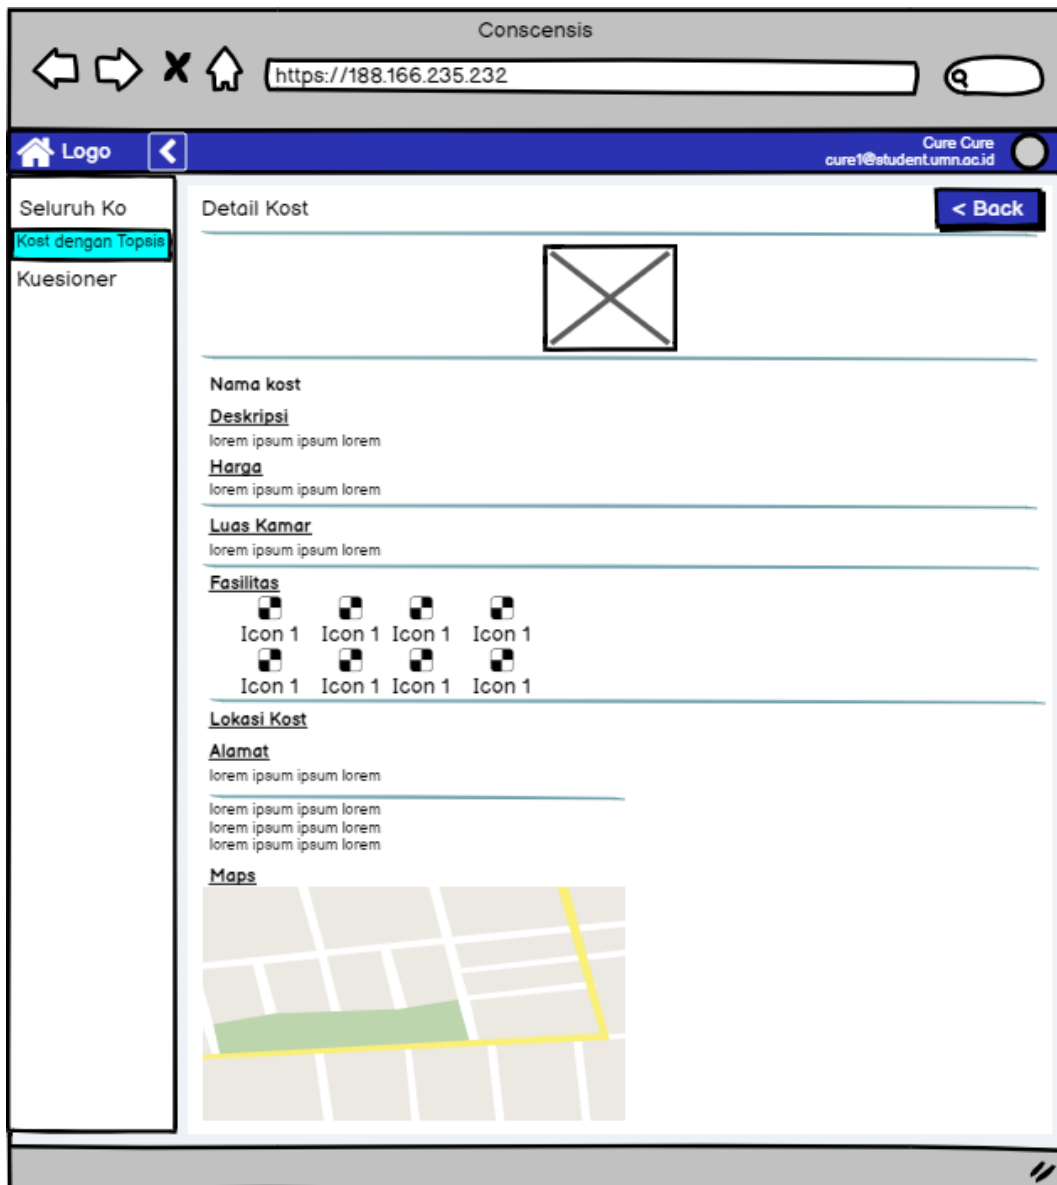 Conscensis
https://188.166.235.232
Logo
Cure Cure
cure1@student.umn.ac.id
Seluruh Ko
Kost dengan Topsis
Kuesioner
Detail Kost
< Back
Nama kost
Deskripsi
lorem ipsum ipsum lorem
Harga
lorem ipsum ipsum lorem
Luas Kamar
lorem ipsum ipsum lorem
Fasilitas
Icon 1 Icon 1 Icon 1 Icon 1
Icon 1 Icon 1 Icon 1 Icon 1
Lokasi Kost
Alamat
lorem ipsum ipsum lorem
lorem ipsum ipsum lorem
lorem ipsum ipsum lorem
lorem ipsum ipsum lorem
Maps